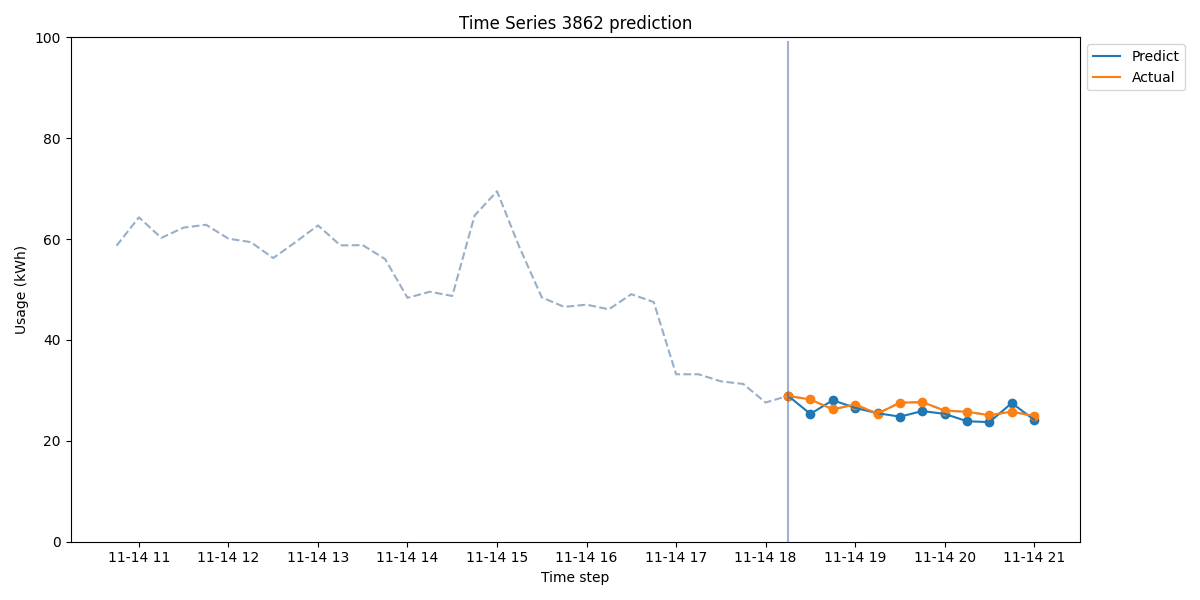 Time Series 3862 prediction
Predict
Actual
100
80
60
40
20
0
Usage (kWh)
11-14 11 11-14 12 11-14 13 11-14 14 11-14 15 11-14 16 11-14 17 11-14 18 11-14 19 11-14 20 11-14 21
Time step